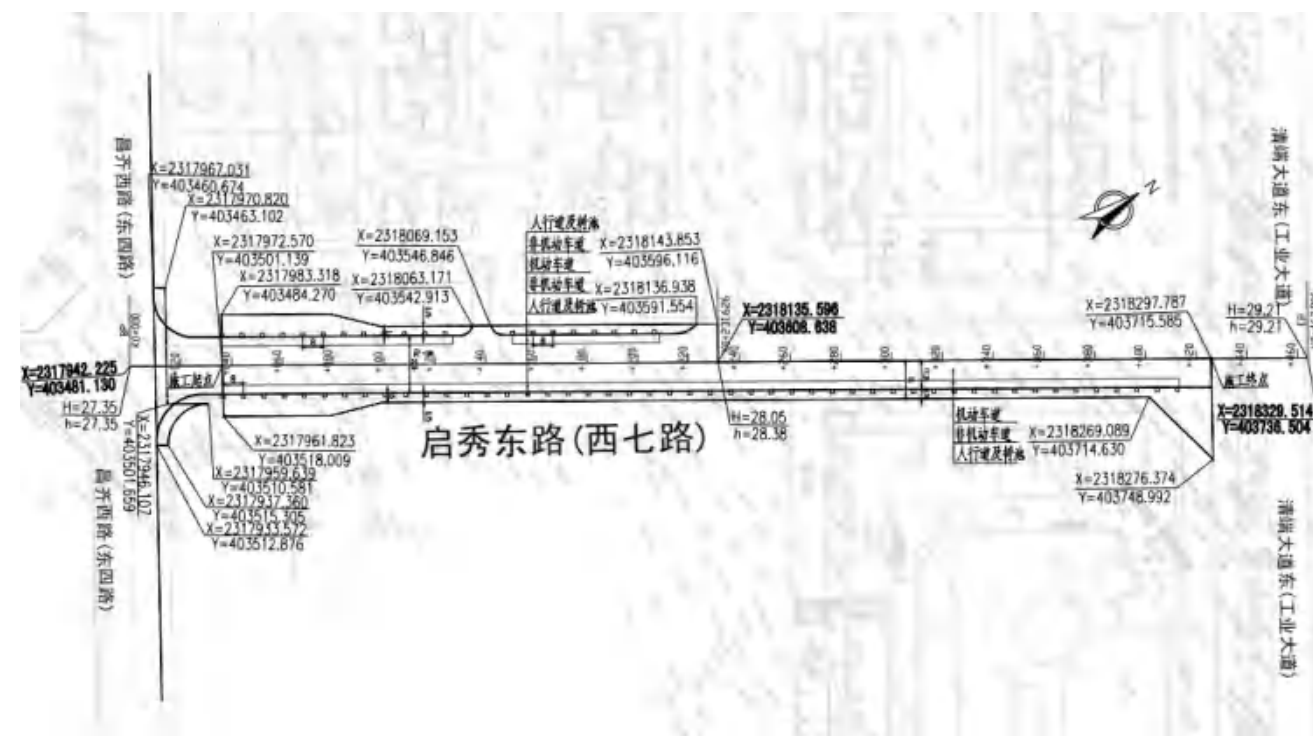 昌齐西路(东四路)
X=2317967.031
Y=403460.674
X=2317970.820
Y=403463.102
X=2317972.570
Y=403501.139
X=2317983.318
Y=403484.270
X=2318069.153
Y=403546.846
X=2318063.171
Y=403542.913
人行道及树池
非机动车道
机动车道
非机动车道
人行道及树池
X=2318143.853
Y=403596.116
X=2318136.938
Y=403591.554
X=2318135.596
Y=403608.638
Z
X=2318297.787
Y=403715.585
清端大道东(工业大道)
H=29.21
h=29.21
X=2317942.225
Y=403481.130
H=27.35
h=27.35
施工起点
施工终点
X=2318329.514
Y=403736.504
X=2317946.107
Y=403501.659
X=2317961.823
Y=403518.009
X=2317959.639
Y=403510.581
X=2317937.360
Y=403515.305
X=2317933.572
Y=403512.876
启秀东路(西七路)
H=28.05
h=28.38
机动车道
非机动车道
人行道及树池
X=2318269.089
Y=403714.630
X=2318276.374
Y=403748.992
昌齐西路(东四路)
清端大道东(工业大道)